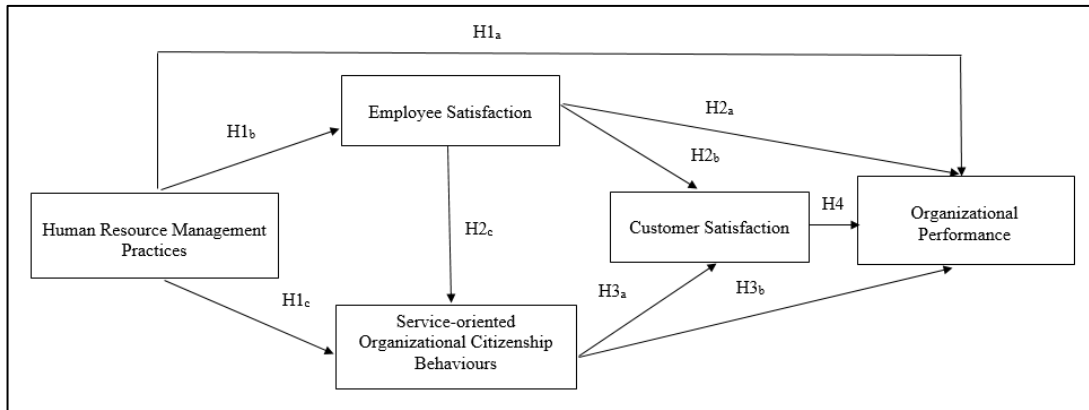 H1a
Employee Satisfaction
H2a
H1b
H2b
Human Resource Management
Practices
H2c
Customer Satisfaction
H4
Organizational
Performance
H1c
H3a
H3b
Service-oriented
Organizational Citizenship
Behaviours